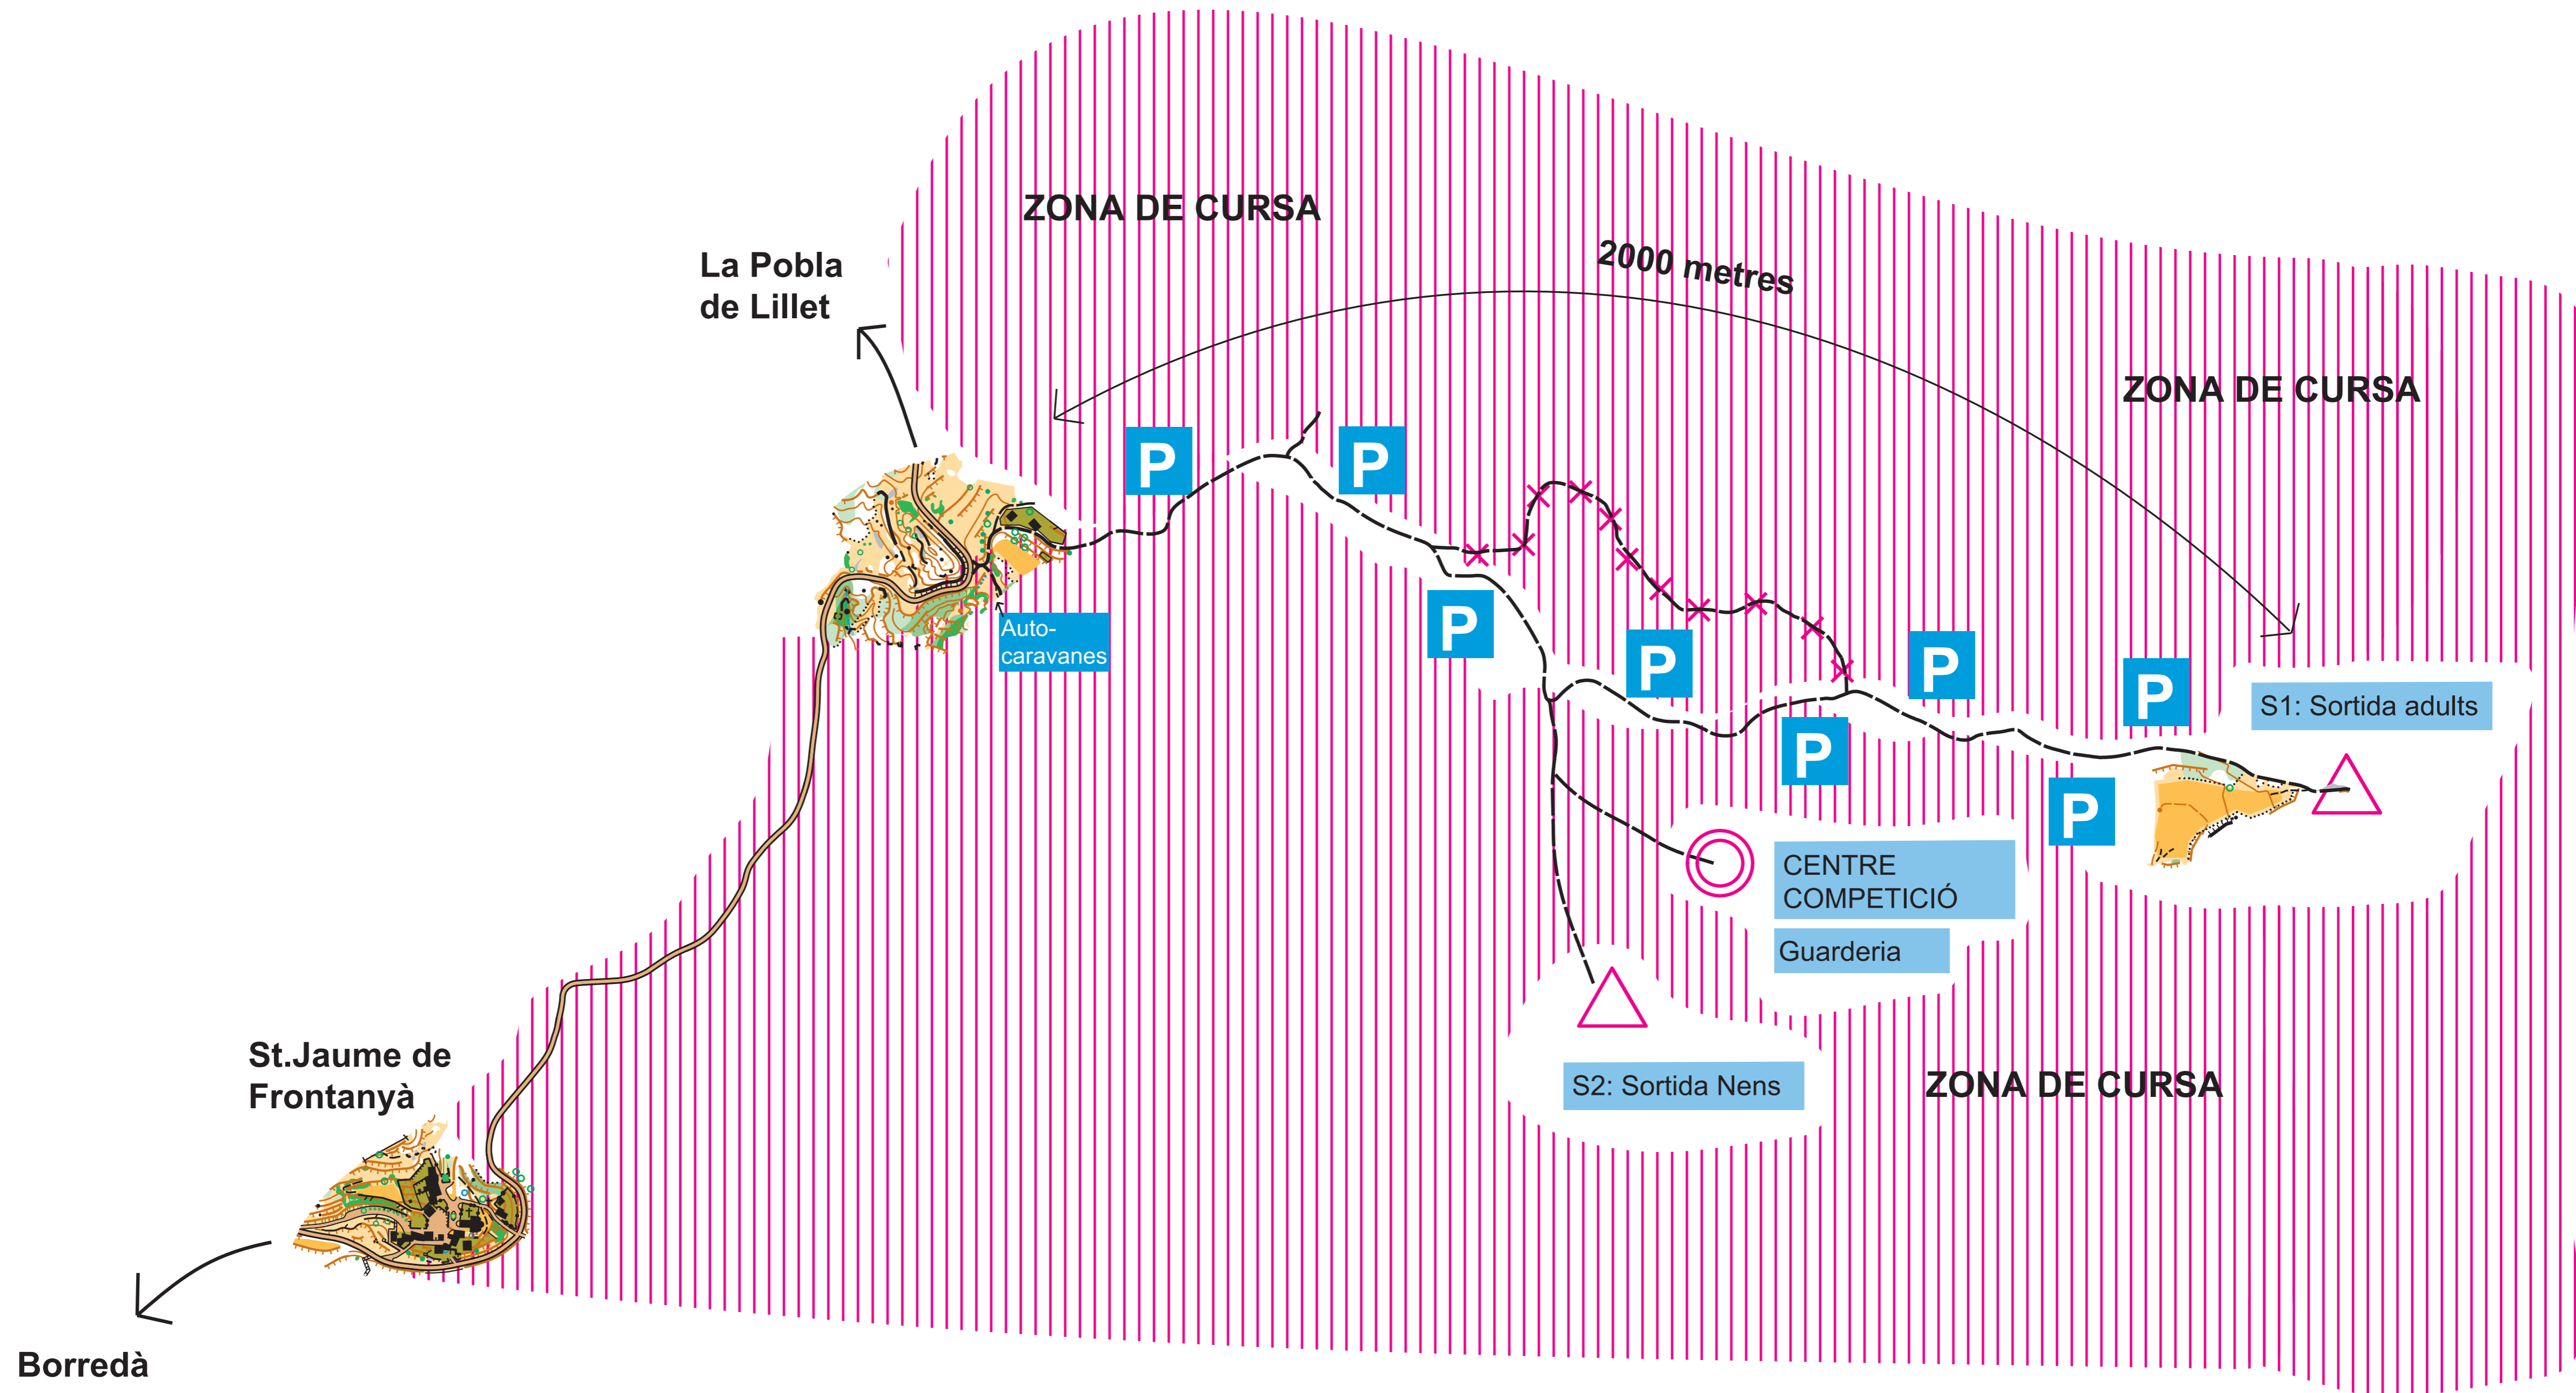 ZONA DE CURSA
La Pobla
de Lillet
2000 metres
ZONA DE CURSA
P
P
P
P
P
P
P
P
Auto-
caravanes
S1: Sortida adults
CENTRE
COMPETICIÓ
Guarderia
S2: Sortida Nens
ZONA DE CURSA
St.Jaume de
Frontanyà
Borredà